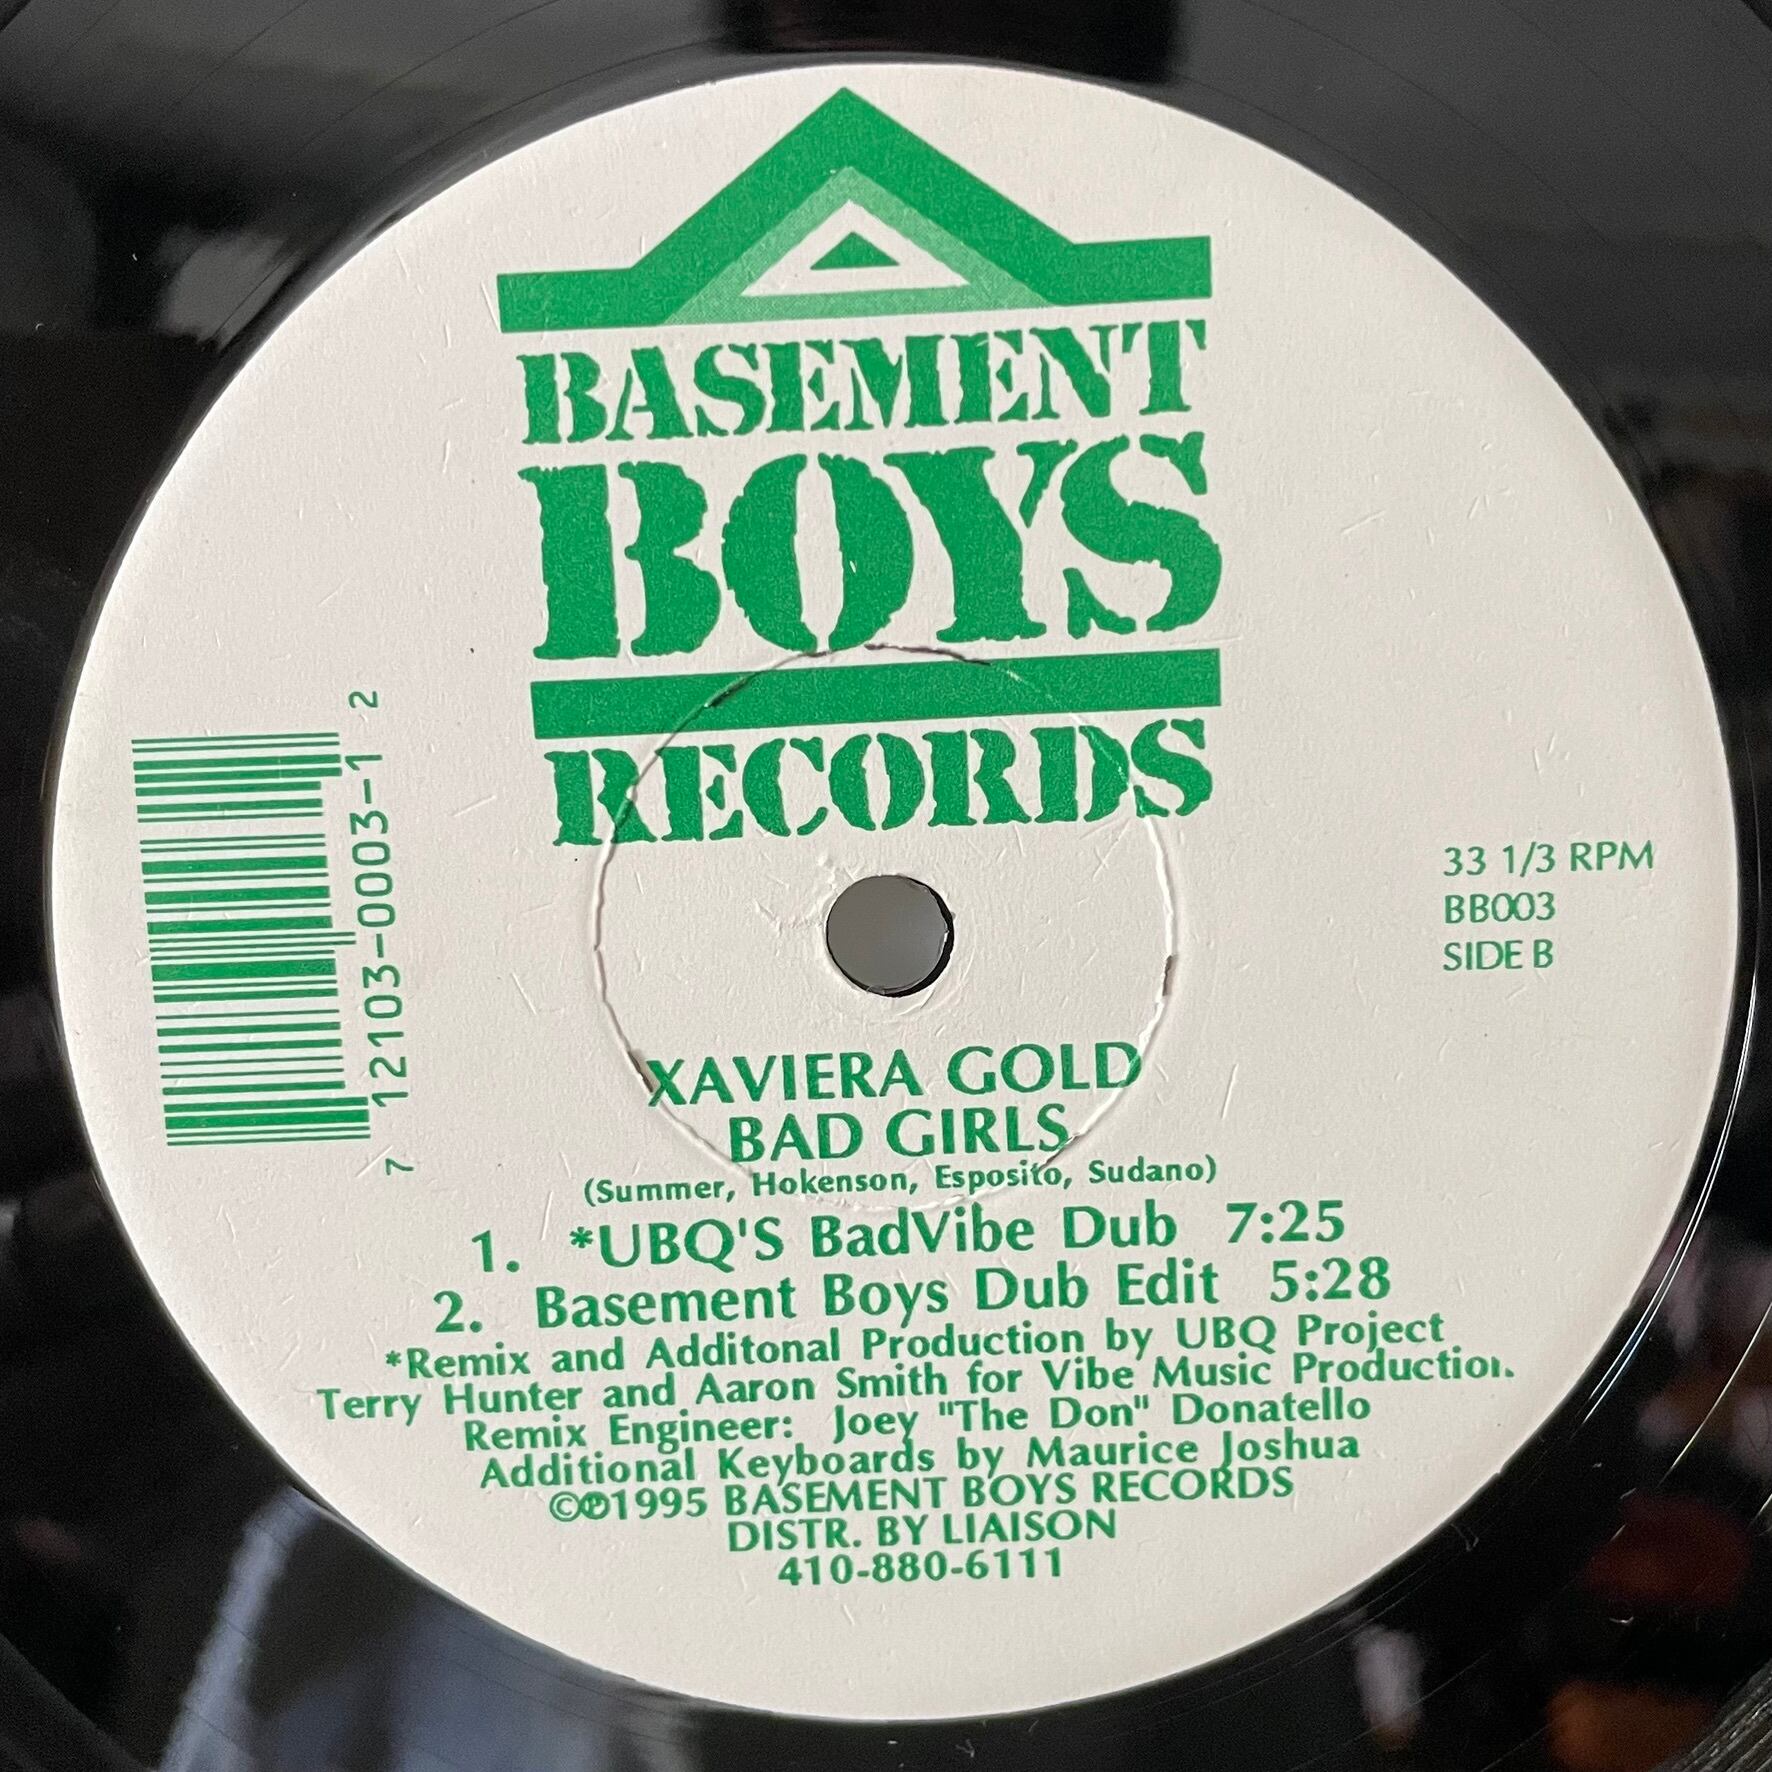 BASEMENT
BOYS
RECORDS
7 12103-0003-1 2
33 1/3 RPM
BB003
SIDE B
XAVIERA GOLD
BAD GIRLS
(Summer, Hokenson, Esposito, Sudano)
1. *UBQ'S BadVibe Dub 7:25
2. Basement Boys Dub Edit 5:28
*Remix and Additonal Production by UBQ Project
Terry Hunter and Aaron Smith for Vibe Music Production.
Remix Engineer: Joey "The Don" Donatello
Additional Keyboards by Maurice Joshua
©℗1995 BASEMENT BOYS RECORDS
DISTR. BY LIAISON
410-880-6111